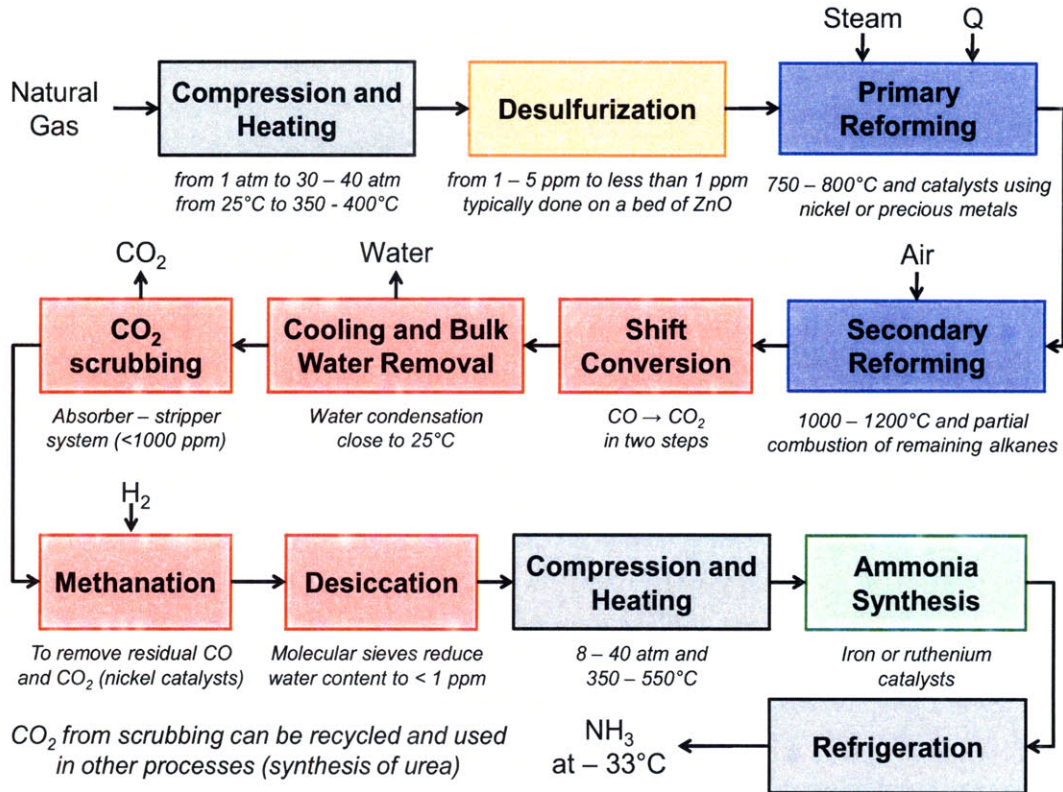 Steam
Q
Natural
Gas
Compression and
Heating
Desulfurization
Primary
Reforming
from 1 atm to 30 – 40 atm
from 25°C to 350 - 400°C
from 1 – 5 ppm to less than 1 ppm
typically done on a bed of ZnO
750 – 800°C and catalysts using
nickel or precious metals
CO2
Water
Air
CO2
scrubbing
Cooling and Bulk
Water Removal
Shift
Conversion
Secondary
Reforming
Absorber – stripper
system (<1000 ppm)
Water condensation
close to 25°C
CO → CO2
in two steps
1000 – 1200°C and partial
combustion of remaining alkanes
H2
Methanation
Desiccation
Compression and
Heating
Ammonia
Synthesis
To remove residual CO
and CO2 (nickel catalysts)
Molecular sieves reduce
water content to < 1 ppm
8 – 40 atm and
350 – 550°C
Iron or ruthenium
catalysts
CO2 from scrubbing can be recycled and used
in other processes (synthesis of urea)
NH3
at – 33°C
Refrigeration